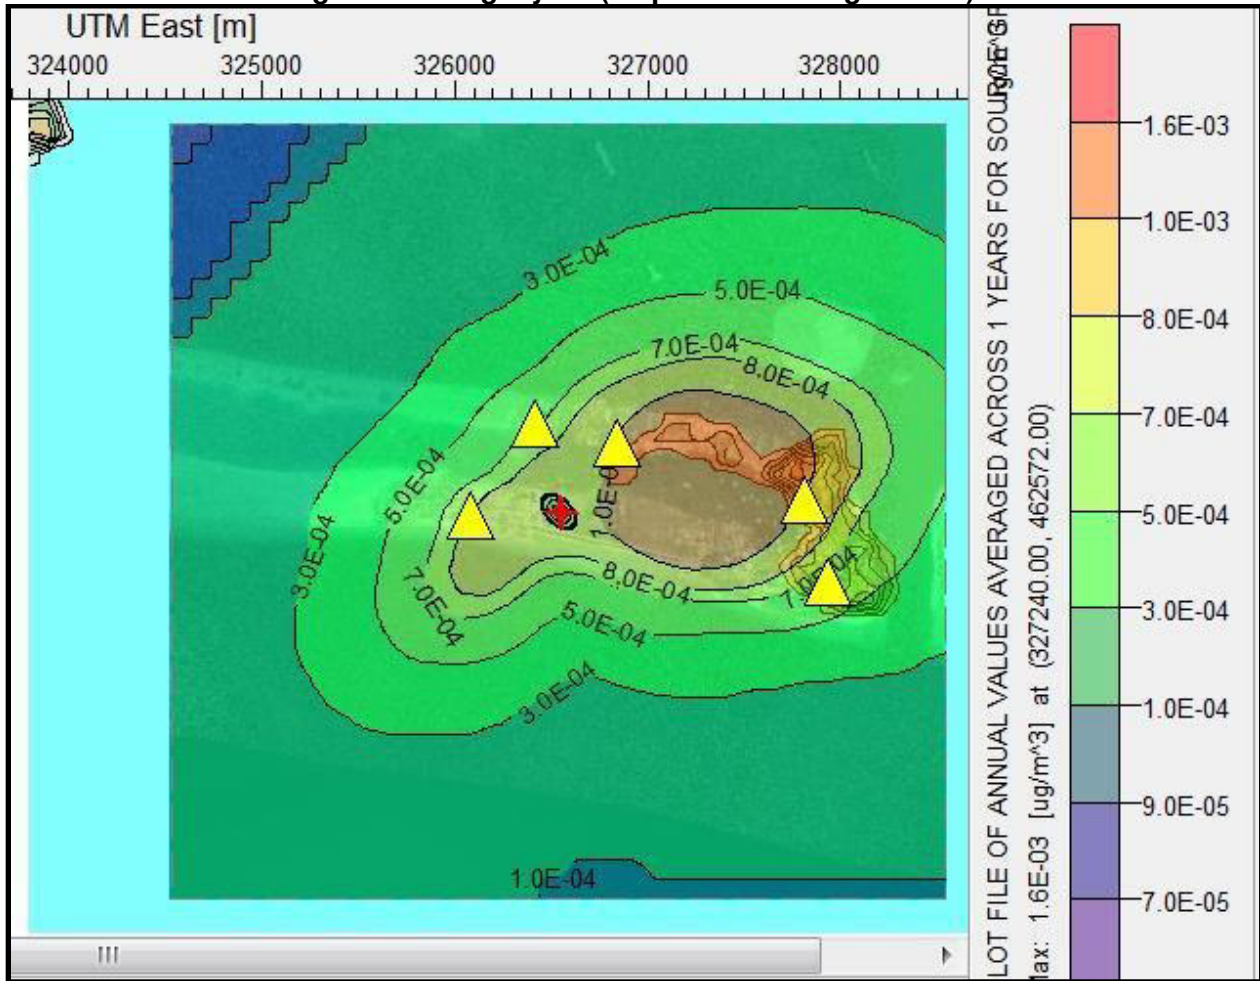 UTM East [m]
324000 325000 326000 327000 328000
3.0E-04
5.0E-04
7.0E-04
8.0E-04
5.0E-04
3.0E-04
7.0E-04
8.0E-04
5.0E-04
3.0E-04
1.0E-04
LOT FILE OF ANNUAL VALUES AVERAGED ACROSS 1 YEARS FOR
lax: 1.6E-03 [ug/m^3] at (327240.00, 462572.00)
1.6E-03
1.0E-03
8.0E-04
7.0E-04
5.0E-04
3.0E-04
1.0E-04
9.0E-05
7.0E-05